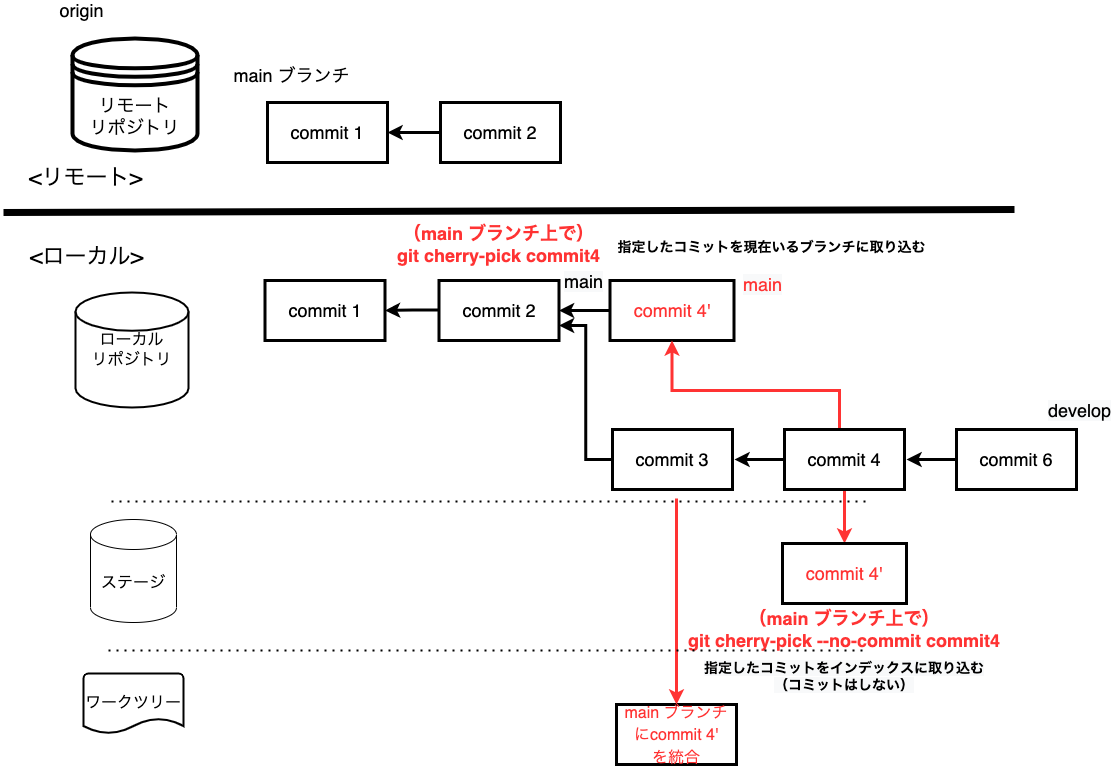 origin
リモート
リポジトリ
main ブランチ
commit 1
commit 2
<リモート>
<ローカル>
（main ブランチ上で）
git cherry-pick commit4
指定したコミットを現在いるブランチに取り込む
commit 1
commit 2
main
commit 4'
main
ローカル
リポジトリ
develop
commit 3
commit 4
commit 6
ステージ
commit 4'
（main ブランチ上で）
git cherry-pick --no-commit commit4
指定したコミットをインデックスに取り込む
（コミットはしない）
ワークツリー
main ブランチ
にcommit 4'
を統合